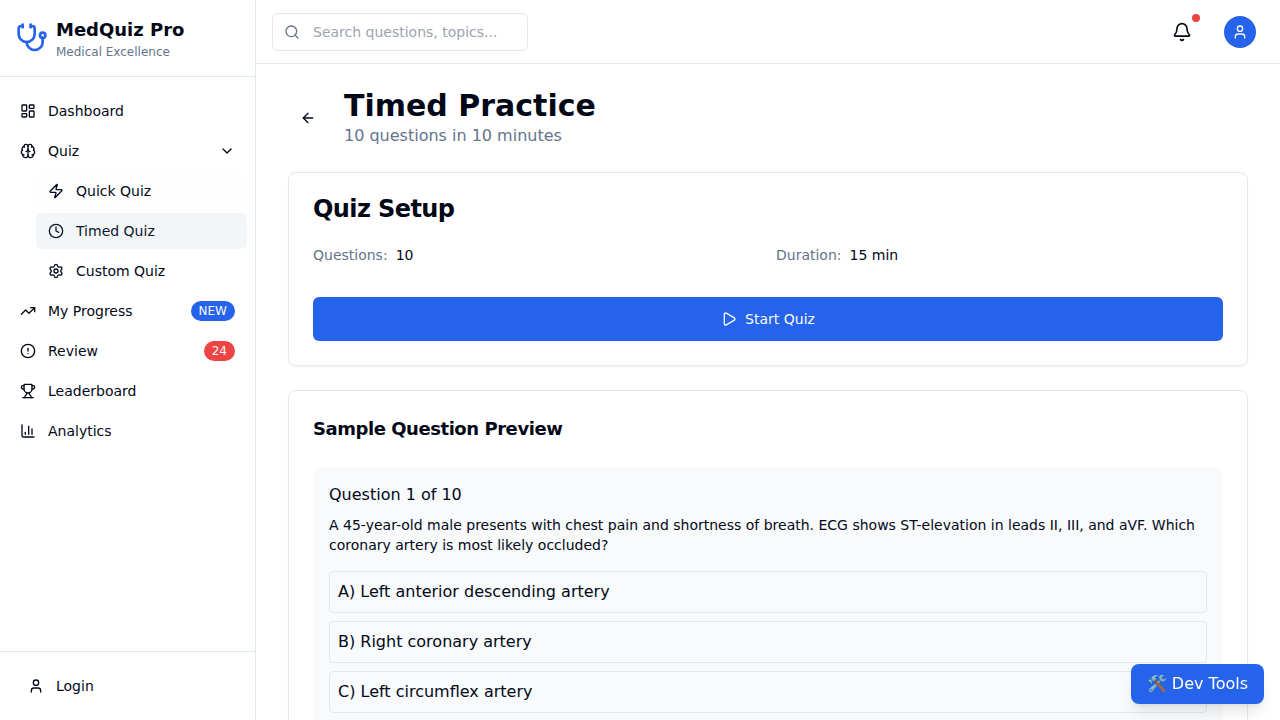 MedQuiz Pro
Medical Excellence
Dashboard
Quiz
Quick Quiz
Timed Quiz
Custom Quiz
My Progress NEW
Review 24
Leaderboard
Analytics
Login
Search questions, topics...
Timed Practice
10 questions in 10 minutes
Quiz Setup
Questions: 10
Duration: 15 min
Start Quiz
Sample Question Preview
Question 1 of 10
A 45-year-old male presents with chest pain and shortness of breath. ECG shows ST-elevation in leads II, III, and aVF. Which
coronary artery is most likely occluded?
A) Left anterior descending artery
B) Right coronary artery
C) Left circumflex artery
🛠️ Dev Tools